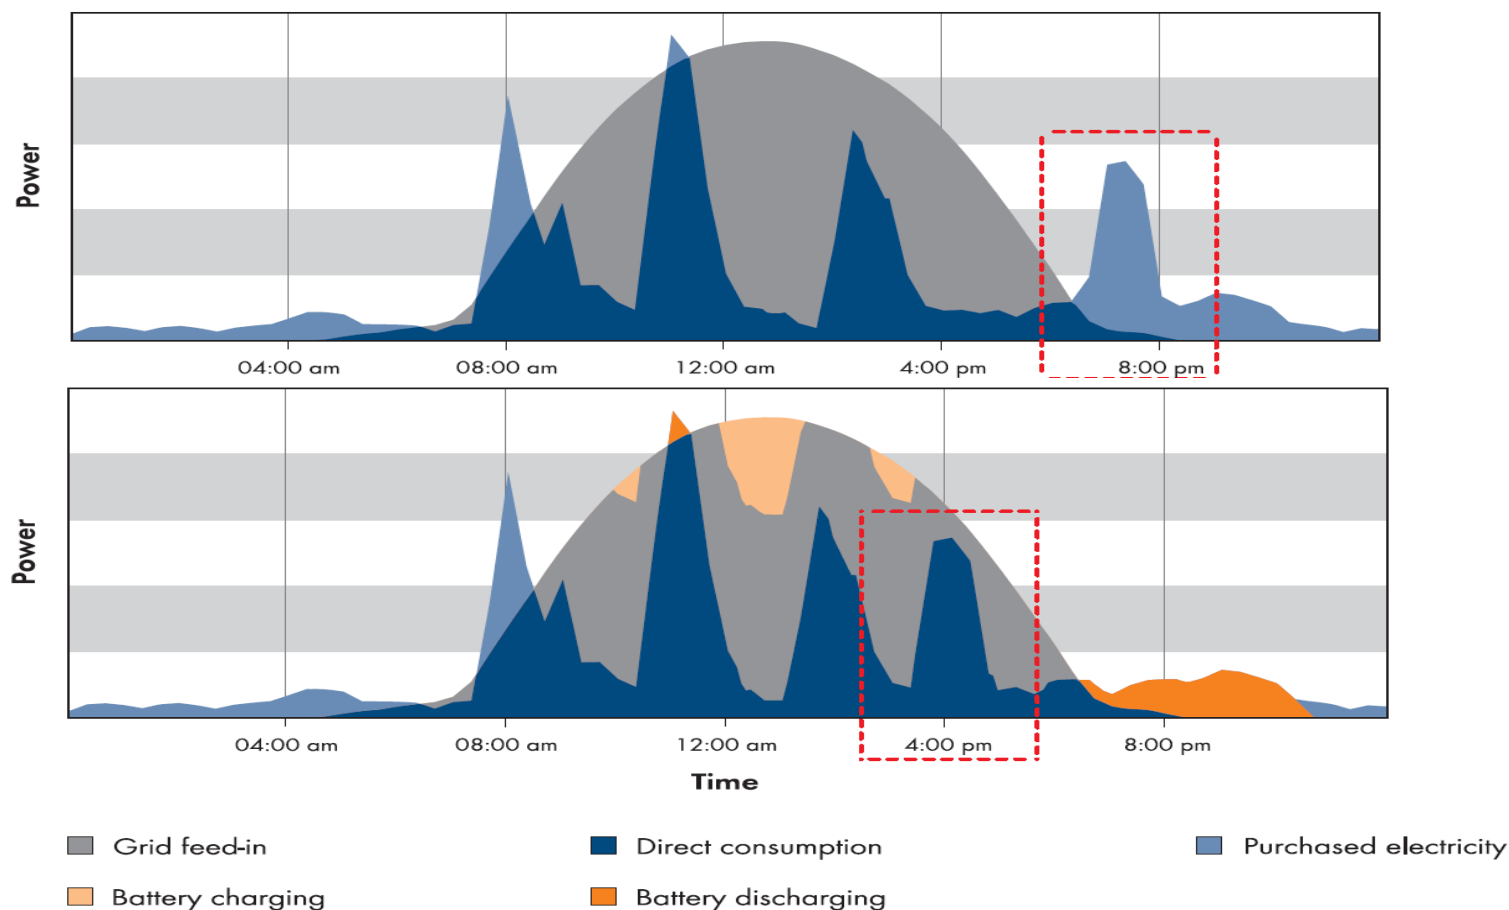 Power
04:00 am 08:00 am 12:00 am 4:00 pm 8:00 pm
Power
04:00 am 08:00 am 12:00 am 4:00 pm 8:00 pm
Time
Grid feed-in Direct consumption Purchased electricity
Battery charging Battery discharging